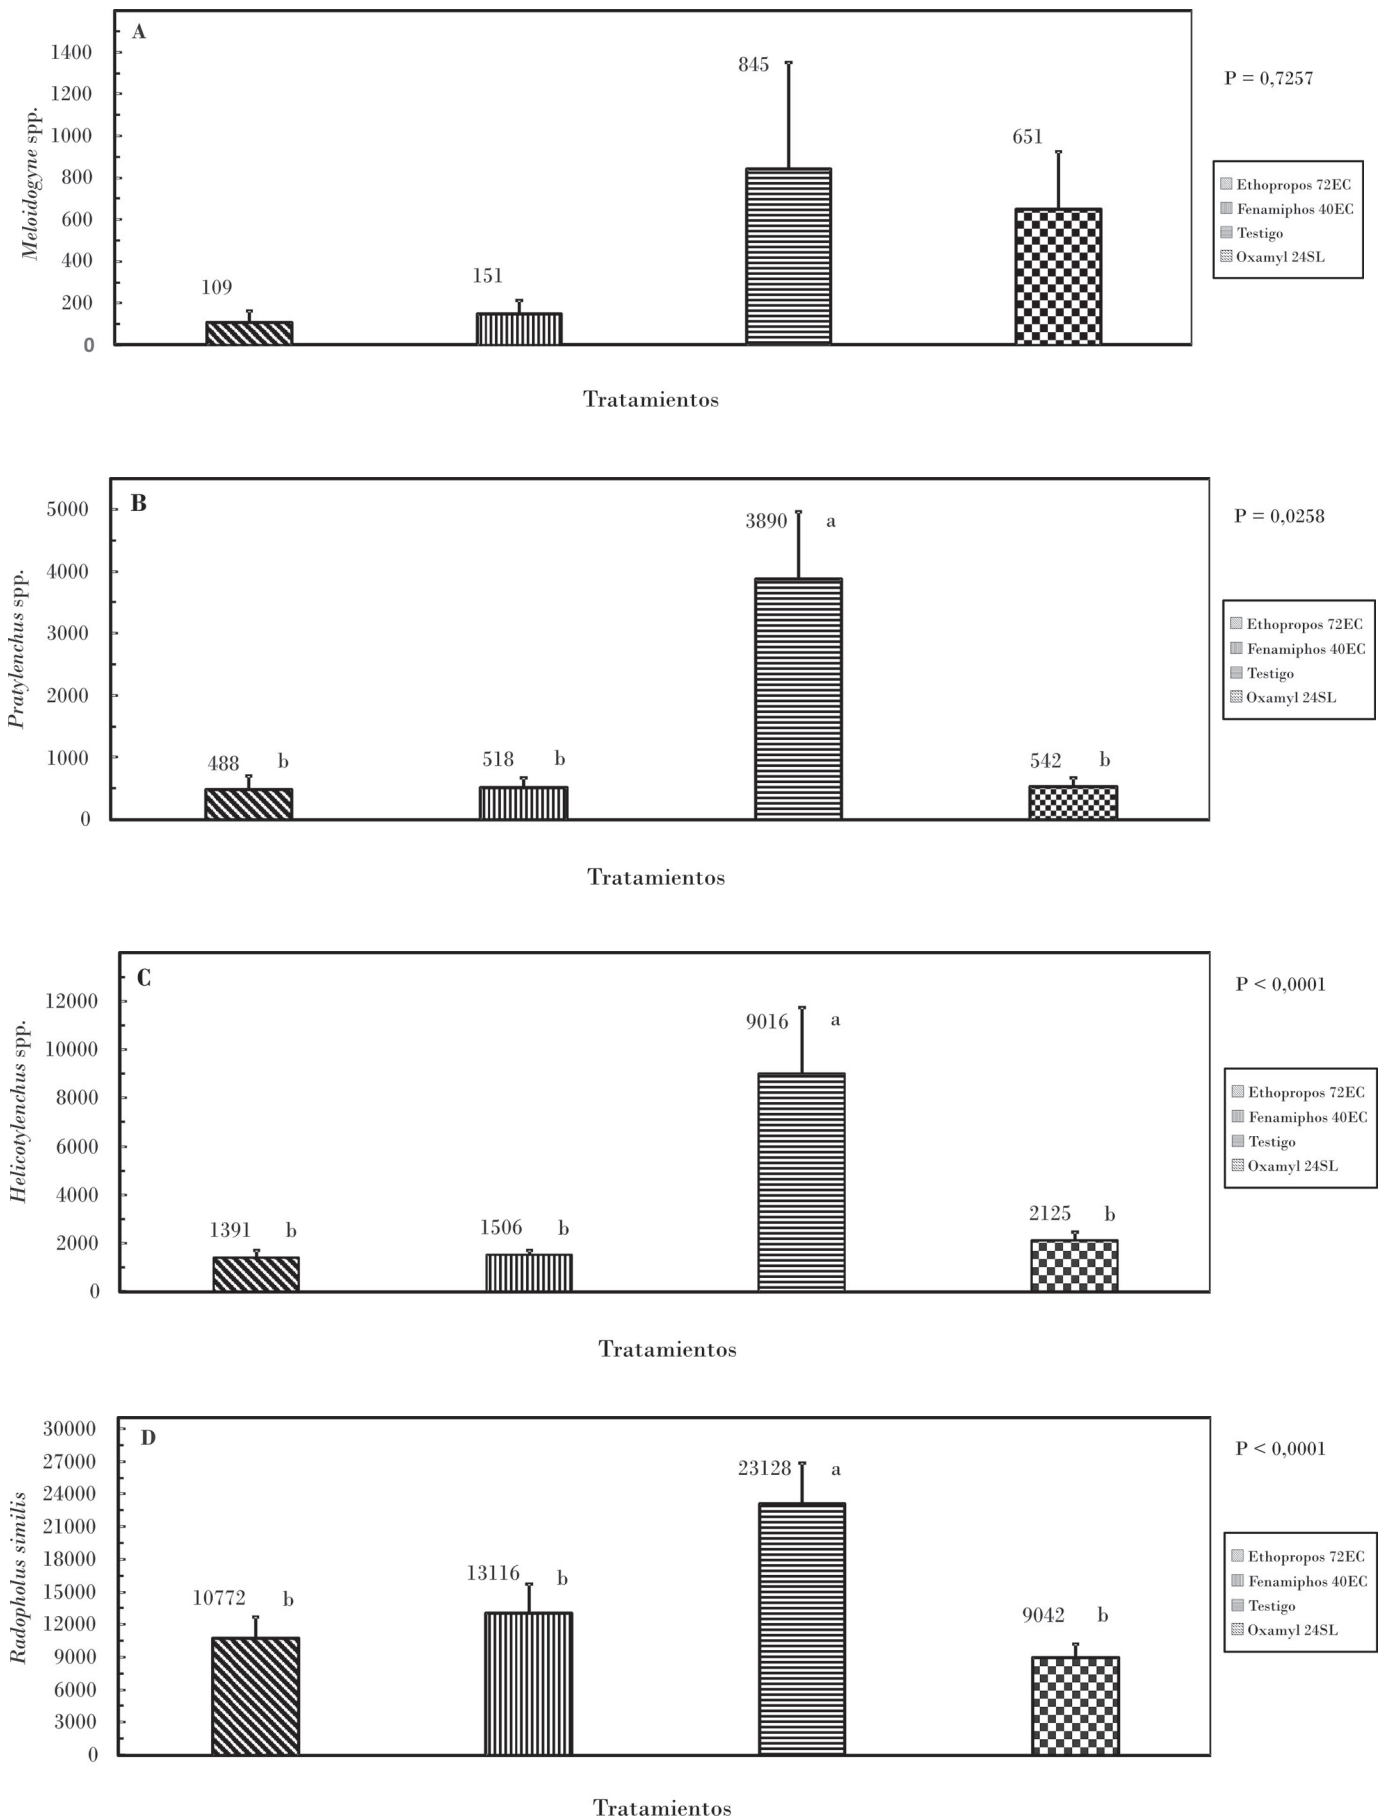 A
1400
1200
1000
800
600
400
200
0
Meloidogyne spp.
109
151
845
651
P = 0,7257
Ethopropos 72EC
Fenamiphos 40EC
Testigo
Oxamyl 24SL
Tratamientos
B
5000
4000
3000
2000
1000
0
Pratylenchus spp.
488 b
518 b
3890 a
542 b
P = 0,0258
Ethopropos 72EC
Fenamiphos 40EC
Testigo
Oxamyl 24SL
Tratamientos
C
12000
10000
8000
6000
4000
2000
0
Helicotylenchus spp.
1391 b
1506 b
9016 a
2125 b
P < 0,0001
Ethopropos 72EC
Fenamiphos 40EC
Testigo
Oxamyl 24SL
Tratamientos
D
30000
27000
24000
21000
18000
15000
12000
9000
6000
3000
0
Radopholus similis
10772 b
13116 b
23128 a
9042 b
P < 0,0001
Ethopropos 72EC
Fenamiphos 40EC
Testigo
Oxamyl 24SL
Tratamientos